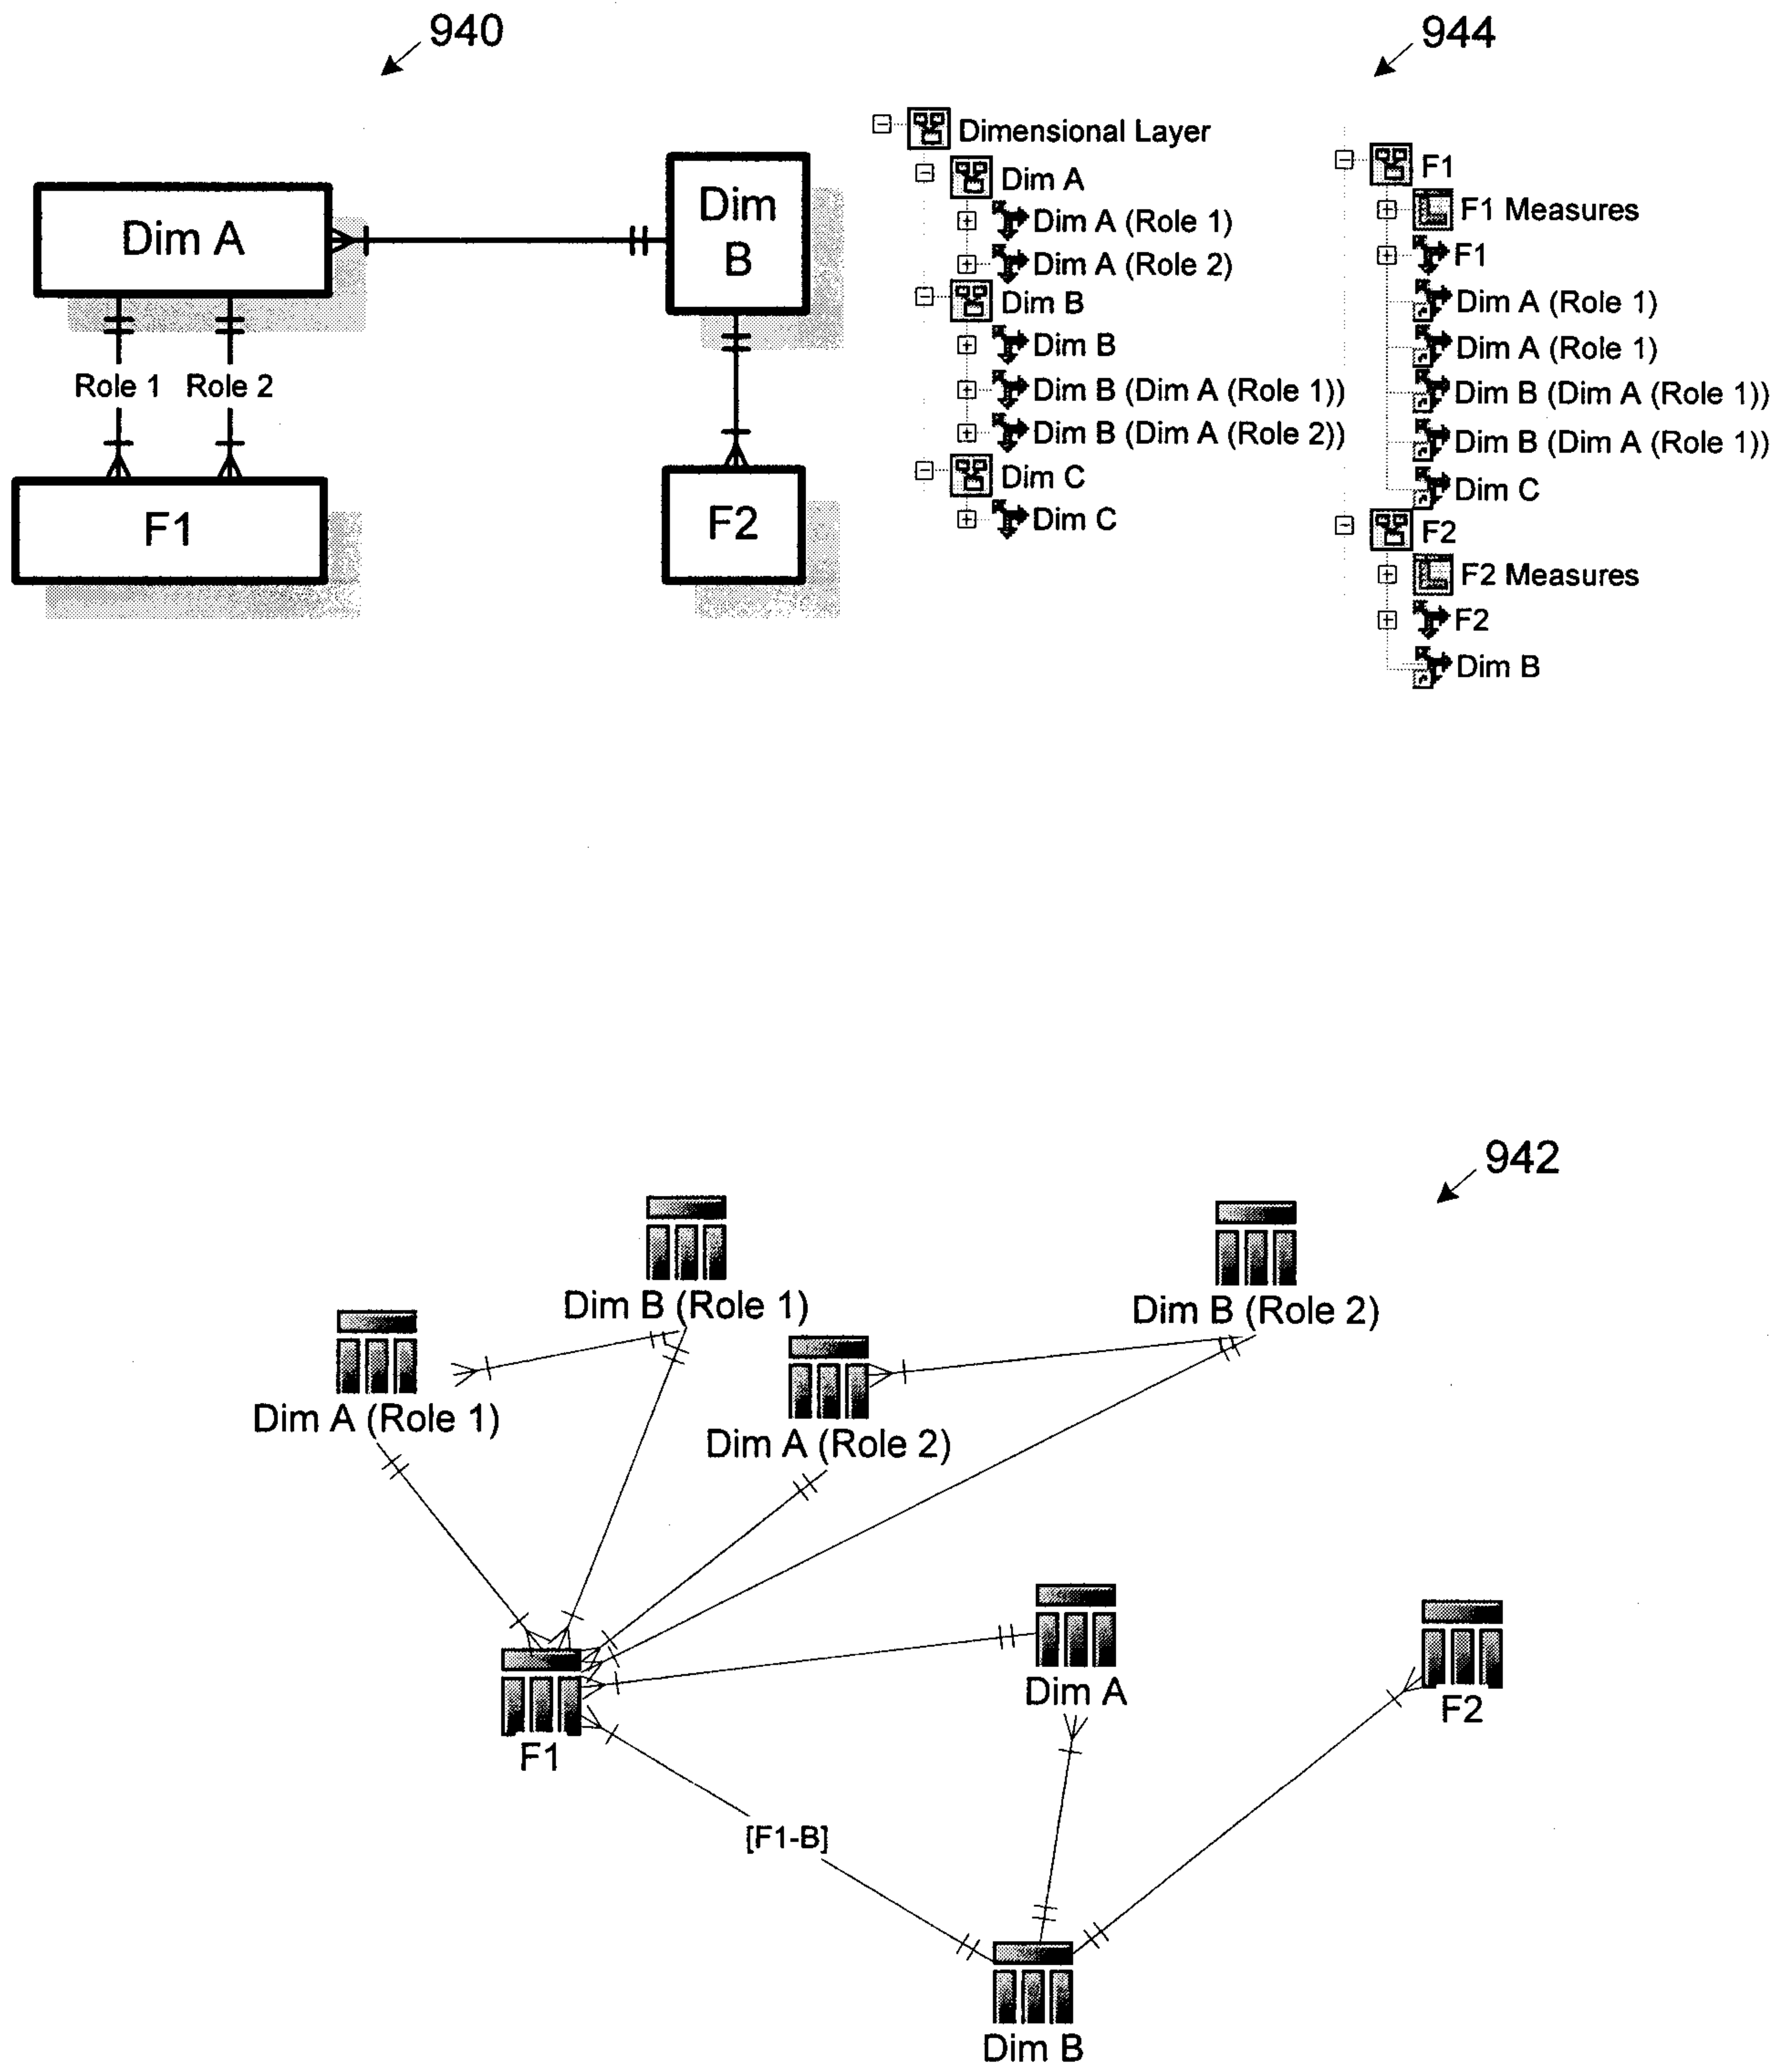 940
944
Dim A
Dim
B
Role 1
Role 2
F1
F2
Dimensional Layer
Dim A
Dim A (Role 1)
Dim A (Role 2)
Dim B
Dim B
Dim B (Dim A (Role 1))
Dim B (Dim A (Role 2))
Dim C
Dim C
F1
F1 Measures
F1
Dim A (Role 1)
Dim A (Role 1)
Dim B (Dim A (Role 1))
Dim B (Dim A (Role 1))
Dim C
F2
F2 Measures
F2
Dim B
942
Dim B (Role 1)
Dim B (Role 2)
Dim A (Role 1)
Dim A (Role 2)
Dim A
F2
F1
[F1-B]
Dim B